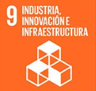 9 INDUSTRIA,
INNOVACIÓN E
INFRAESTRUCTURA